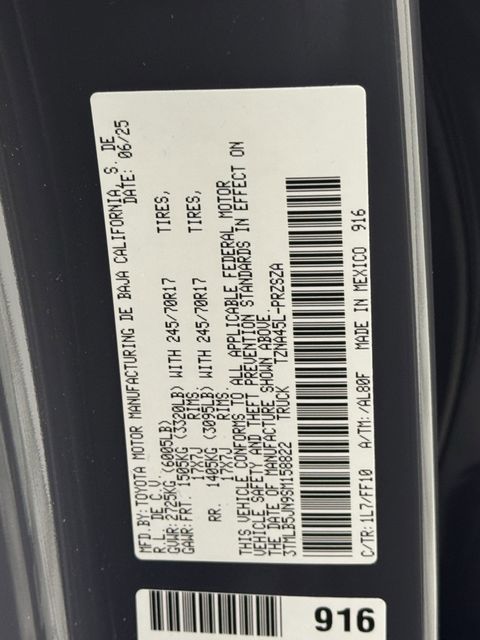 MFD.BY:TOYOTA MOTOR MANUFACTURING DE BAJA CALIFORNIA, S. DE
R.L. DE C.V. DATE: 06/25
GVWR:2725KG (6005LB)
GAWR:FRT. 1505KG (3320LB) WITH 245/70R17 TIRES,
17X7J RIMS
RR. 1405KG (3095LB) WITH 245/70R17 TIRES,
17X7J RIMS.
THIS VEHICLE CONFORMS TO ALL APPLICABLE FEDERAL MOTOR
VEHICLE SAFETY AND THEFT PREVENTION STANDARDS IN EFFECT ON
THE DATE OF MANUFACTURE SHOWN ABOVE.
3TMLB5JN9SM158822 TRUCK TZNA45L-PRZSZA
C/TR:1L7/FF10 A/TM:/AL80F MADE IN MEXICO 916
916